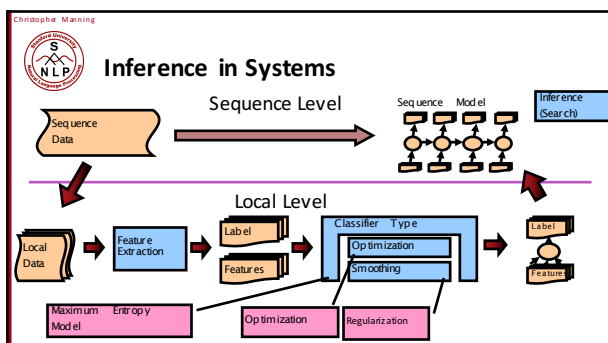 Christopher Manning
Stanford University
S
NLP
Natural Language Processing
Inference in Systems
Sequence Level
Sequence Model
Inference
(Search)
Sequence
Data
Local Level
Classifier Type
Label
Optimization
Label
Local
Data
Feature
Extraction
Features
Smoothing
Features
Maximum Entropy
Model
Optimization
Regularization